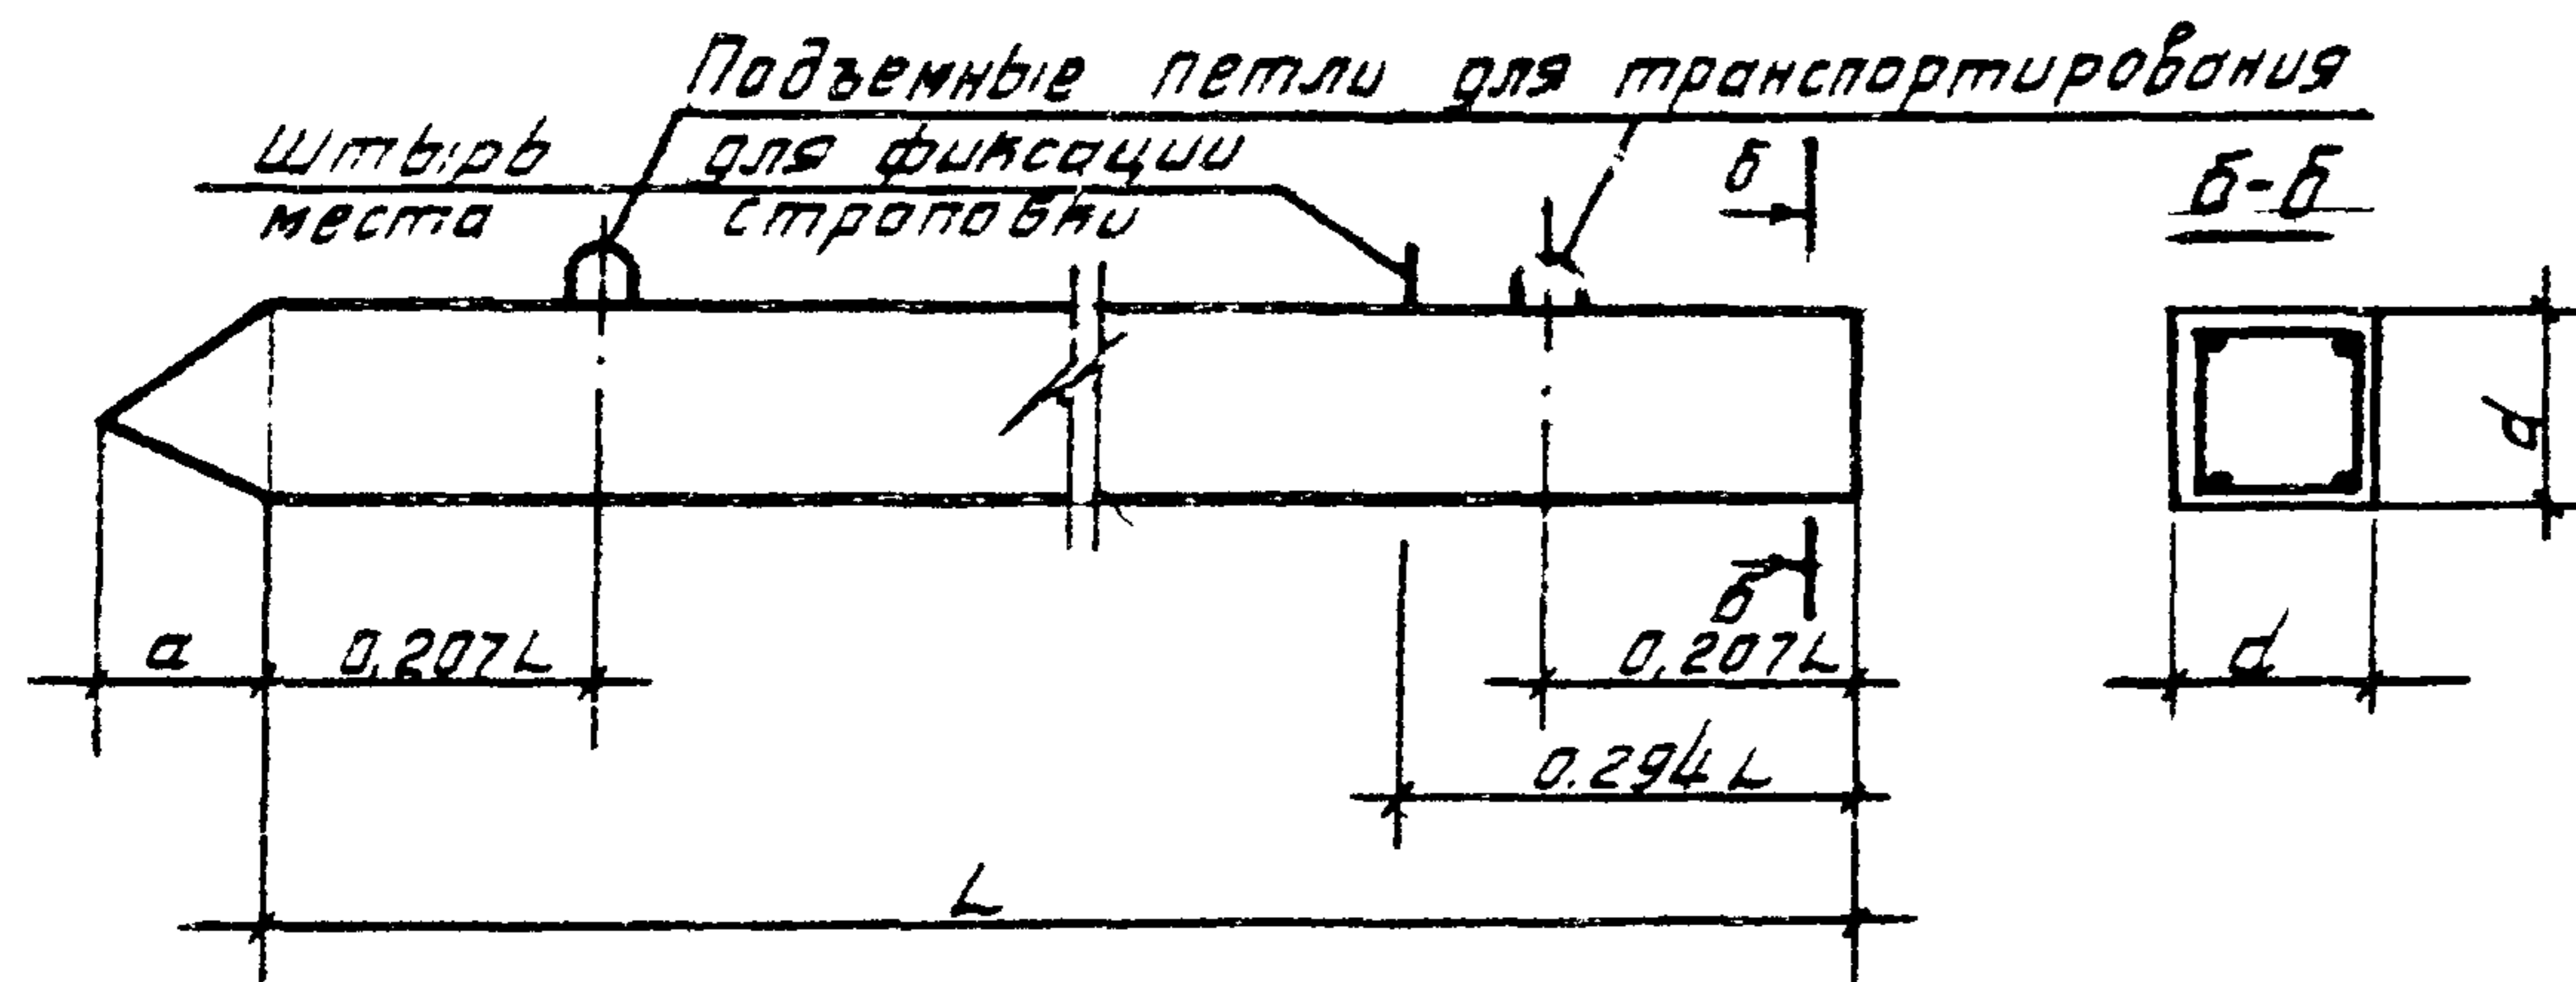 Подъемные петли для транспортирования
Штырь для фиксации
места строповки
б
б-б
d
б
a
0,207L
0,207L
d
0.294L
L